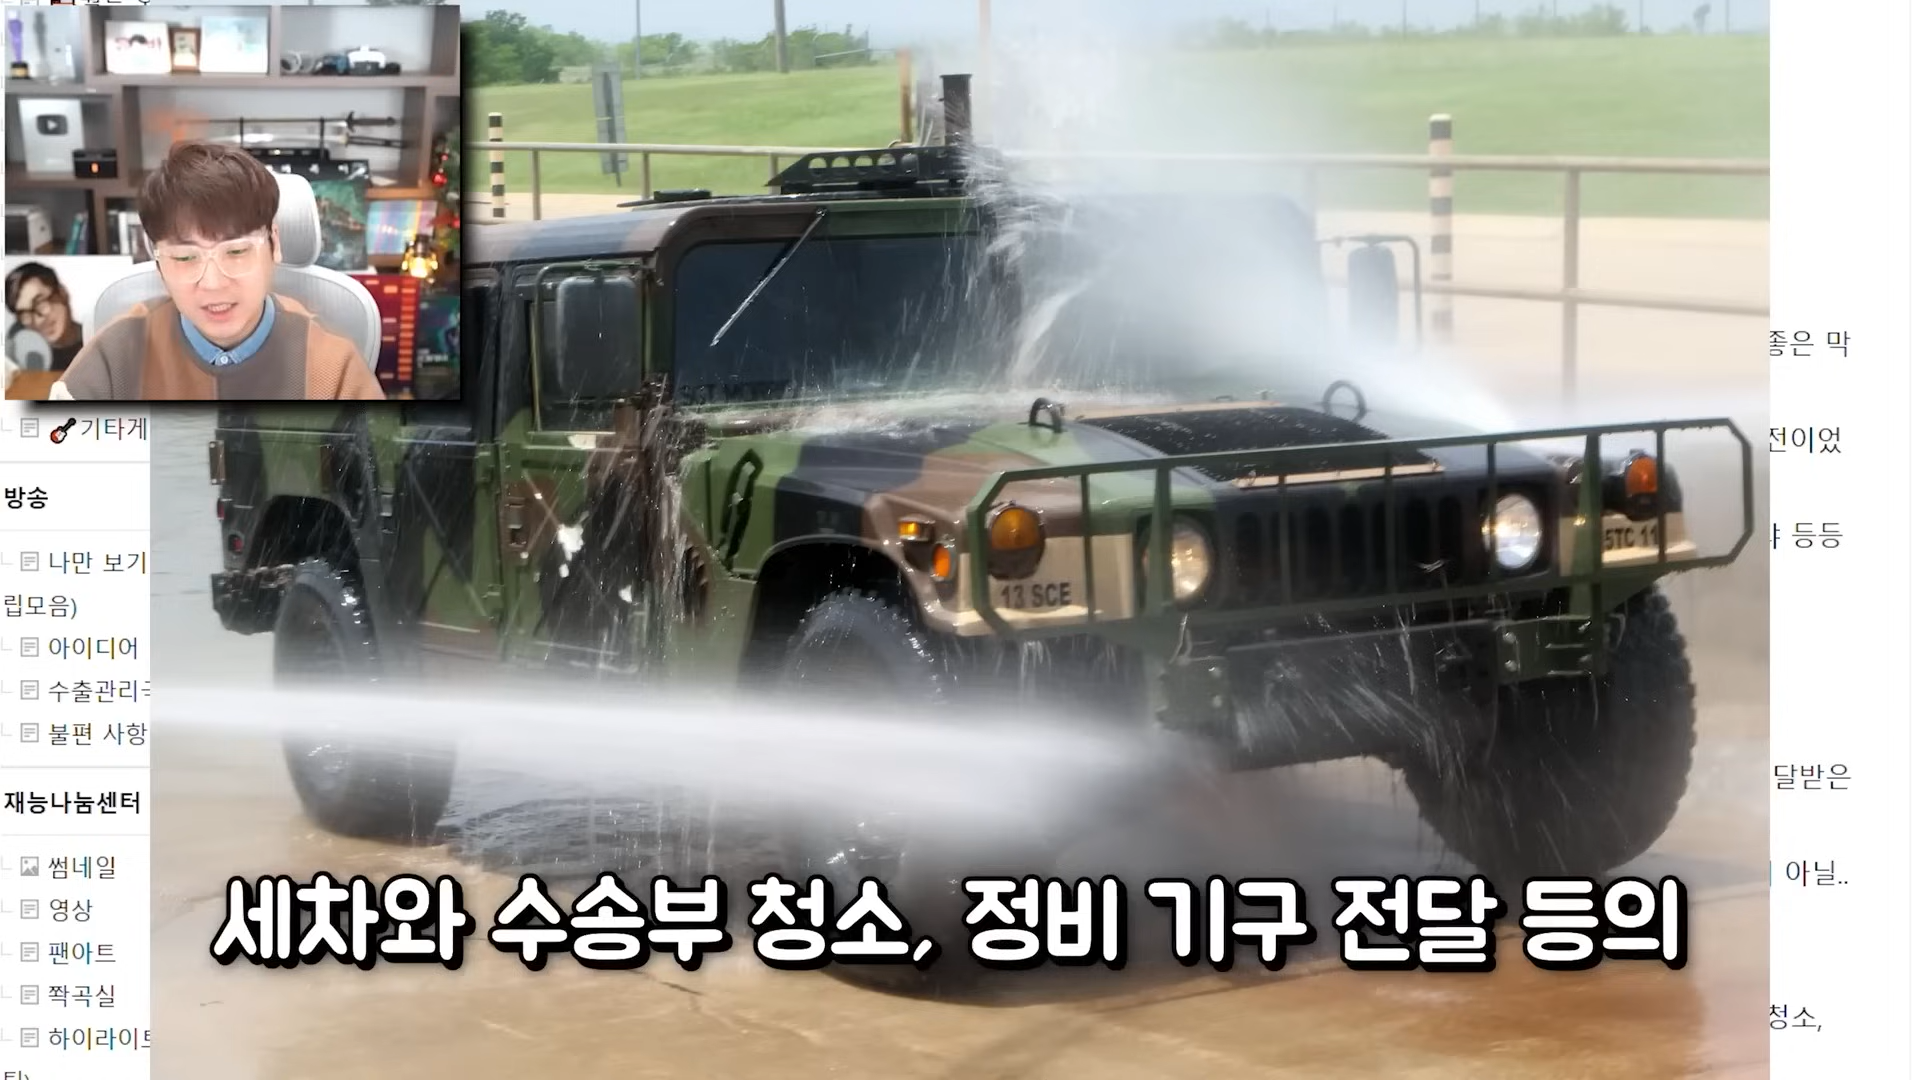 기타게
방송
나만 보기
립모음)
아이디어
수출관리
불편 사항
재능나눔센터
썸네일
영상
팬아트
쫙곡실
하이라이트
좋은 막
전이었
등등
달받은
아닐..
청소,
13 SCE
5TC 11
세차와 수송부 청소, 정비 기구 전달 등의